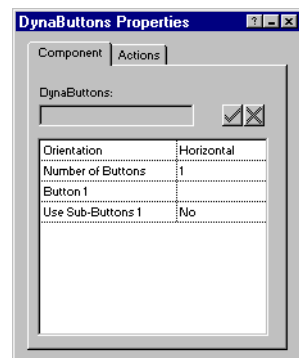 DynaButtons Properties
Component Actions
DynaButtons:
Orientation Horizontal
Number of Buttons 1
Button 1
Use Sub-Buttons 1 No